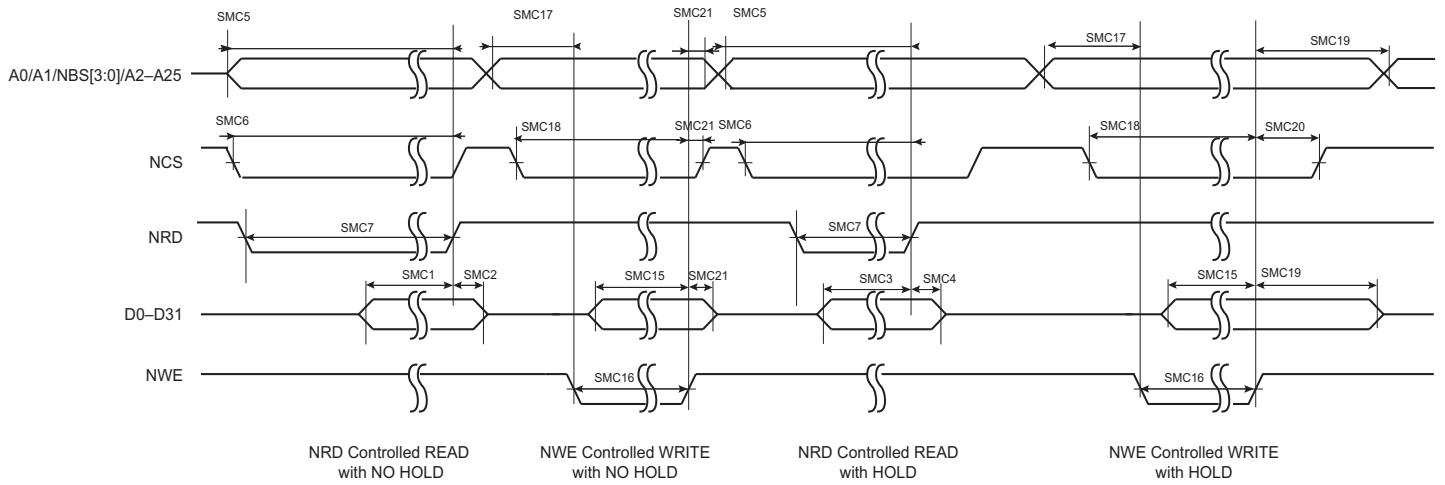 SMC5
SMC17
SMC21
SMC5
SMC17
SMC19
A0/A1/NBS[3:0]/A2–A25
SMC6
SMC18
SMC21
SMC6
SMC18
SMC20
NCS
SMC7
SMC7
NRD
SMC1
SMC2
SMC15
SMC21
SMC3
SMC4
SMC15
SMC19
D0–D31
NWE
SMC16
SMC16
NRD Controlled READ
with NO HOLD
NWE Controlled WRITE
with NO HOLD
NRD Controlled READ
with HOLD
NWE Controlled WRITE
with HOLD